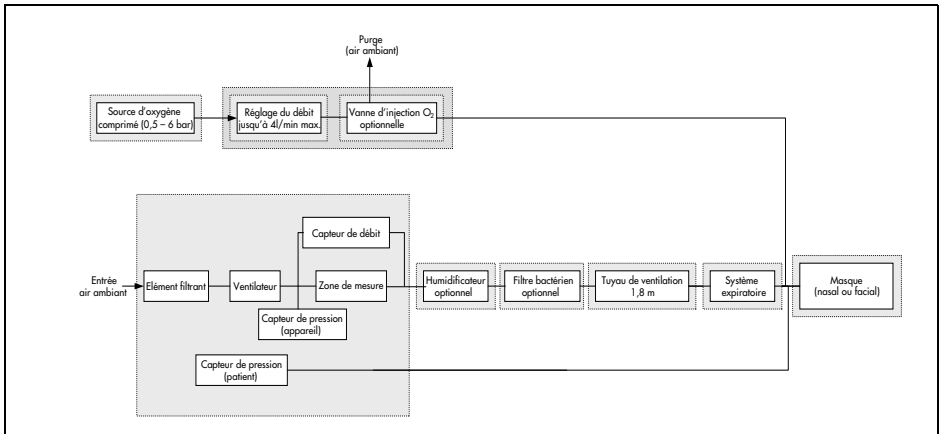 Purge
(air ambiant)
Source d'oxygène
comprimé (0,5 – 6 bar)
Réglage du débit
jusqu'à 4l/min max.
Vanne d'injection O₂
optionnelle
Capteur de débit
Entrée
air ambiant
Elément filtrant
Ventilateur
Zone de mesure
Capteur de pression
(appareil)
Humidificateur
optionnel
Filtre bactérien
optionnel
Tuyau de ventilation
1,8 m
Système
expiratoire
Masque
(nasal ou facial)
Capteur de pression
(patient)